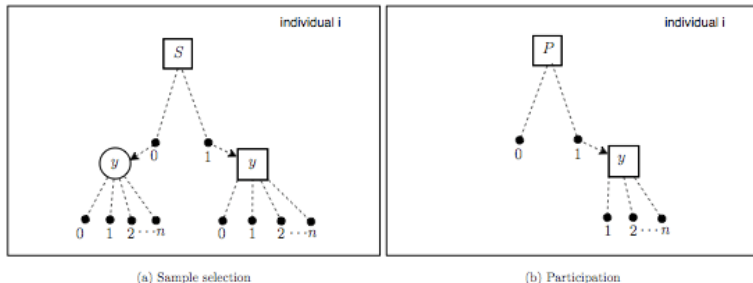 individual i
S
0
1
y
y
0 1 2 ···n
0 1 2 ···n
(a) Sample selection
individual i
P
0
1
y
1 2 ···n
(b) Participation